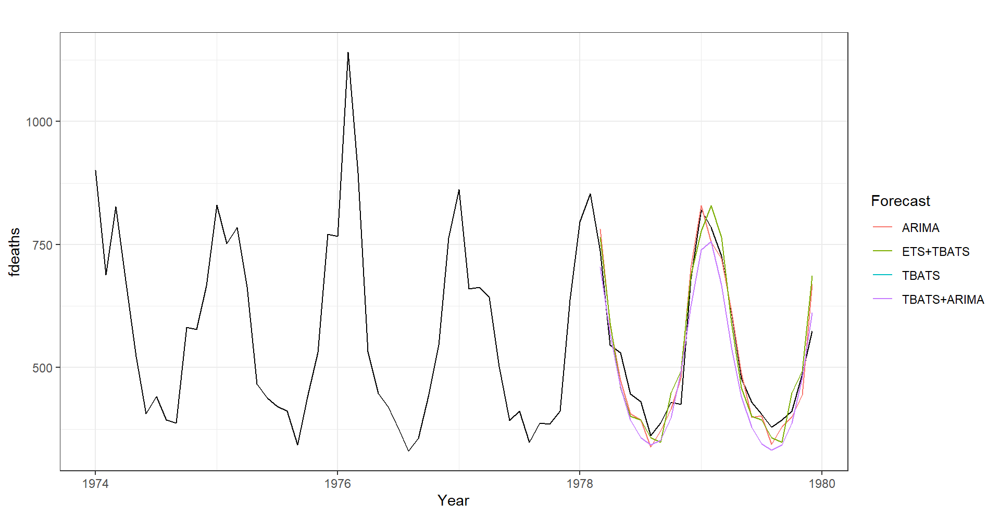 fdeaths
1000
750
500
1974
1976
1978
1980
Year
Forecast
ARIMA
ETS+TBATS
TBATS
TBATS+ARIMA